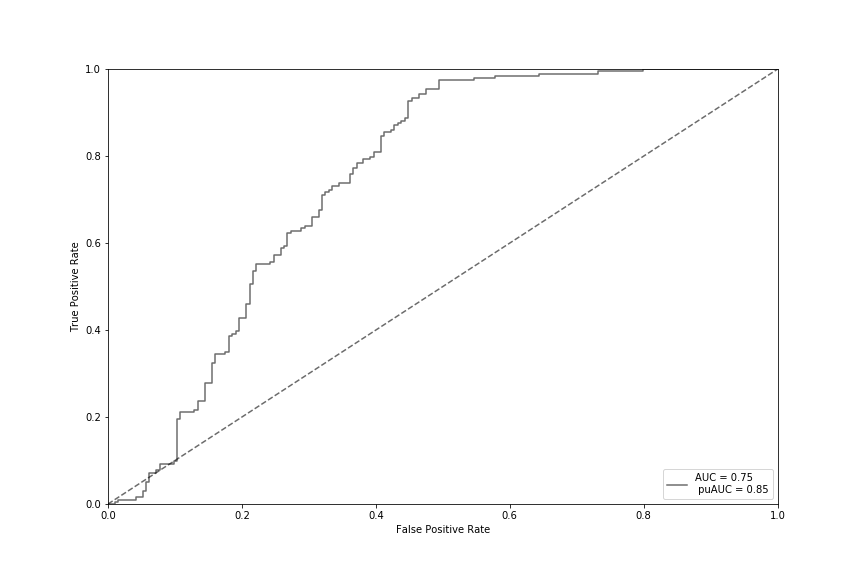 1.0
0.8
0.6
0.4
0.2
0.0
True Positive Rate
0.0 0.2 0.4 0.6 0.8 1.0
False Positive Rate
AUC = 0.75
puAUC = 0.85